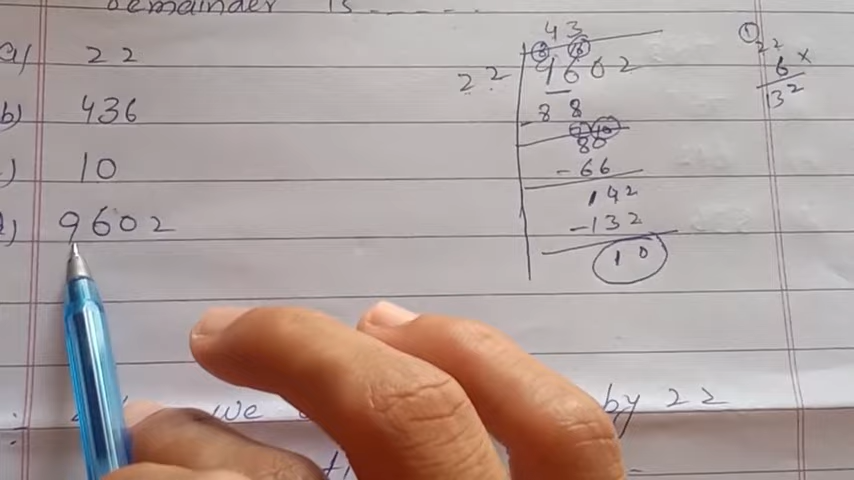 remainder is -----
a) 22
b) 436
c) 10
d) 9602
43
22 9602
- 88
80
- 66
142
- 132
10
① 22
6 ×
132
we
by 22